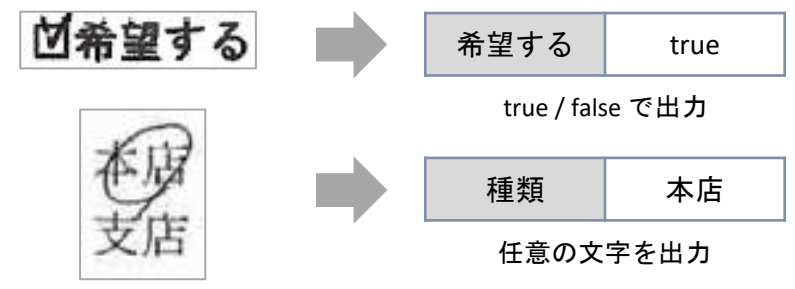 ☑希望する
希望する true
true / false で出力
本店
支店
種類 本店
任意の文字を出力